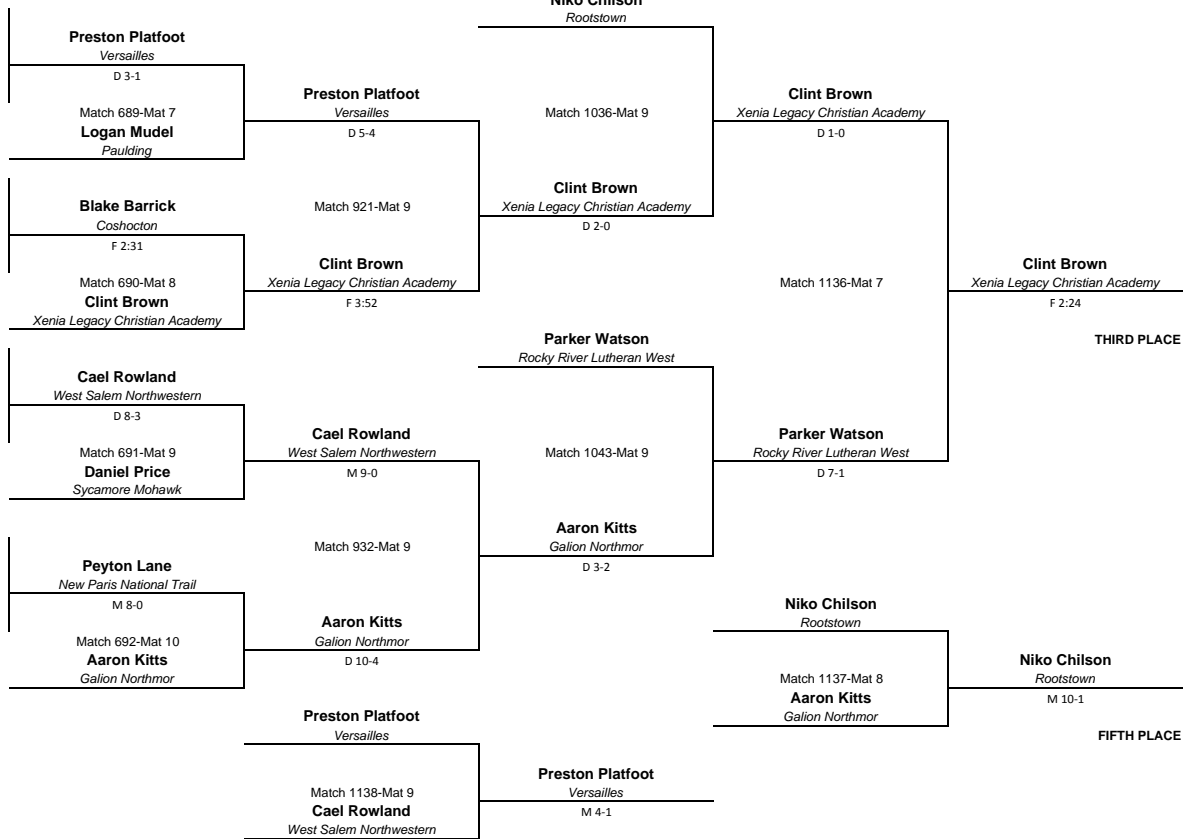 Niko Chilson
Rootstown
Preston Platfoot
Versailles
D 3-1
Match 689-Mat 7
Logan Mudel
Paulding
Preston Platfoot
Versailles
D 5-4
Match 1036-Mat 9
Clint Brown
Xenia Legacy Christian Academy
D 1-0
Blake Barrick
Coshocton
F 2:31
Match 690-Mat 8
Clint Brown
Xenia Legacy Christian Academy
Match 921-Mat 9
Clint Brown
Xenia Legacy Christian Academy
D 2-0
Clint Brown
Xenia Legacy Christian Academy
F 3:52
Match 1136-Mat 7
Clint Brown
Xenia Legacy Christian Academy
F 2:24
THIRD PLACE
Parker Watson
Rocky River Lutheran West
Cael Rowland
West Salem Northwestern
D 8-3
Match 691-Mat 9
Daniel Price
Sycamore Mohawk
Cael Rowland
West Salem Northwestern
M 9-0
Match 1043-Mat 9
Parker Watson
Rocky River Lutheran West
D 7-1
Match 932-Mat 9
Aaron Kitts
Galion Northmor
D 3-2
Peyton Lane
New Paris National Trail
M 8-0
Match 692-Mat 10
Aaron Kitts
Galion Northmor
Aaron Kitts
Galion Northmor
D 10-4
Niko Chilson
Rootstown
Match 1137-Mat 8
Aaron Kitts
Galion Northmor
Niko Chilson
Rootstown
M 10-1
FIFTH PLACE
Preston Platfoot
Versailles
Match 1138-Mat 9
Cael Rowland
West Salem Northwestern
Preston Platfoot
Versailles
M 4-1